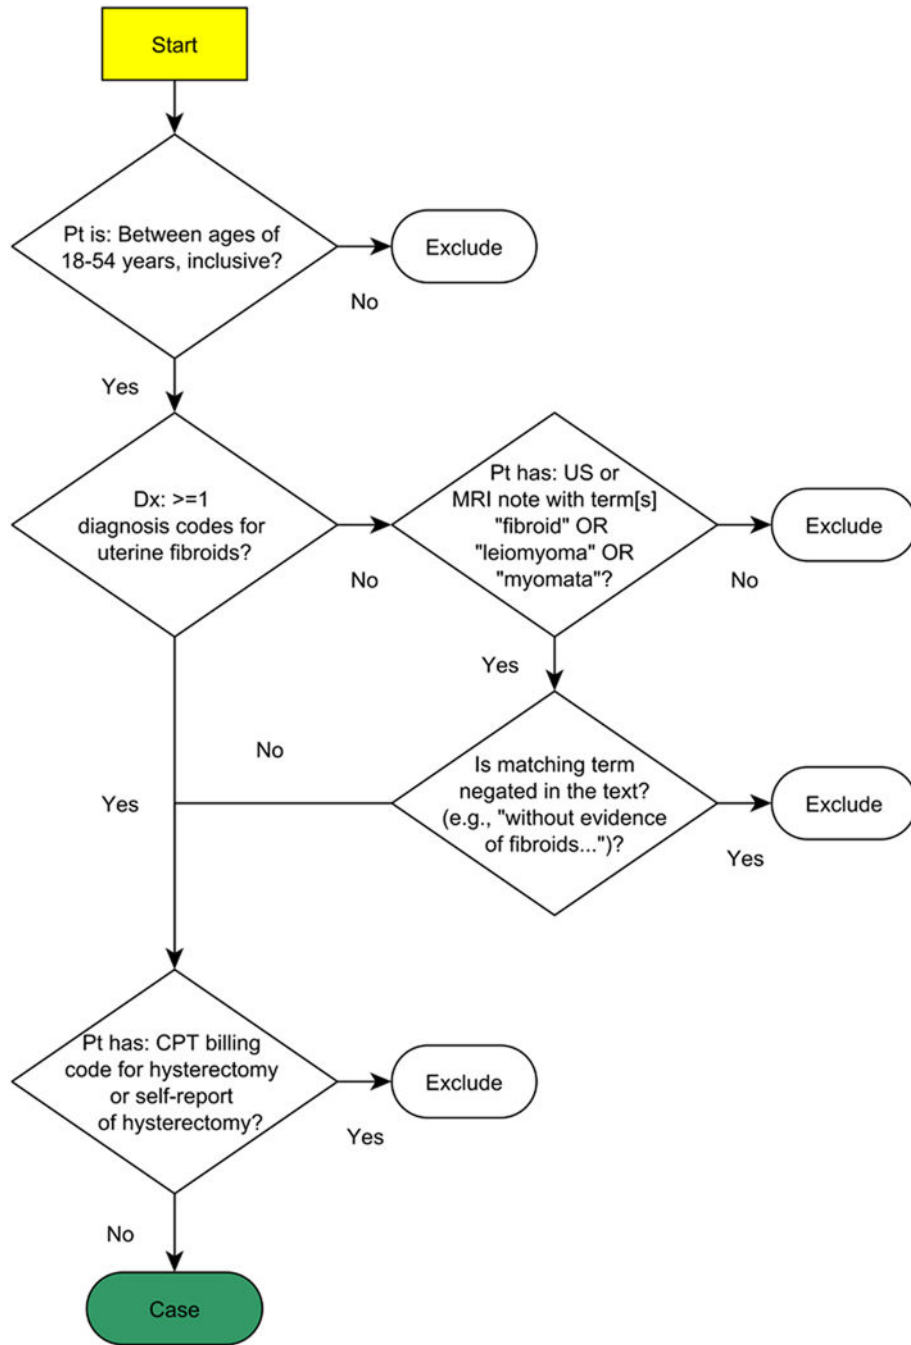 Start
Pt is: Between ages of
18-54 years, inclusive?
Exclude
No
Yes
Dx: >=1
diagnosis codes for
uterine fibroids?
No
Pt has: US or
MRI note with term[s]
"fibroid" OR
"leiomyoma" OR
"myomata"?
Exclude
No
Yes
No
Is matching term
negated in the text?
(e.g., "without evidence
of fibroids...")?
Exclude
Yes
Yes
Pt has: CPT billing
code for hysterectomy
or self-report
of hysterectomy?
Exclude
Yes
No
Case